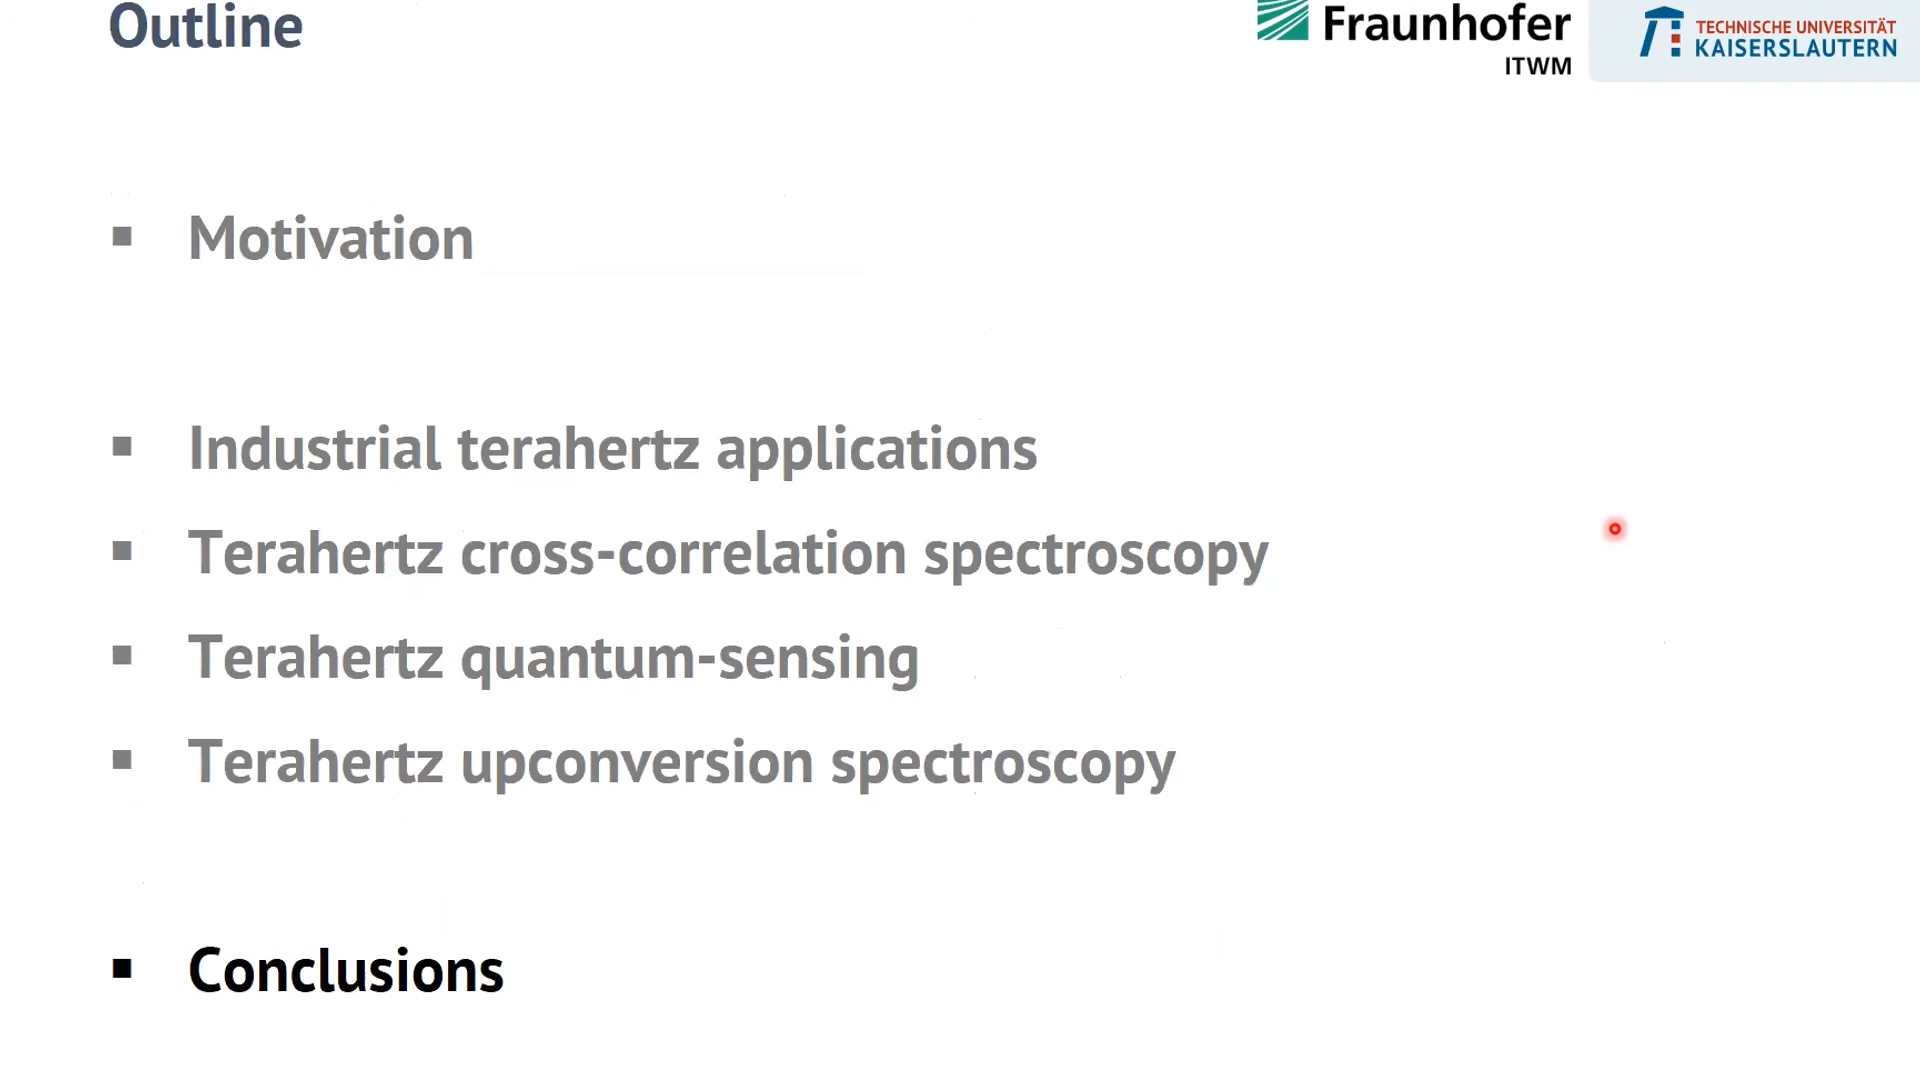 Outline
Fraunhofer
ITWM
TECHNISCHE UNIVERSITÄT
KAISERSLAUTERN
▪ Motivation
▪ Industrial terahertz applications
▪ Terahertz cross-correlation spectroscopy
▪ Terahertz quantum-sensing
▪ Terahertz upconversion spectroscopy
▪ Conclusions